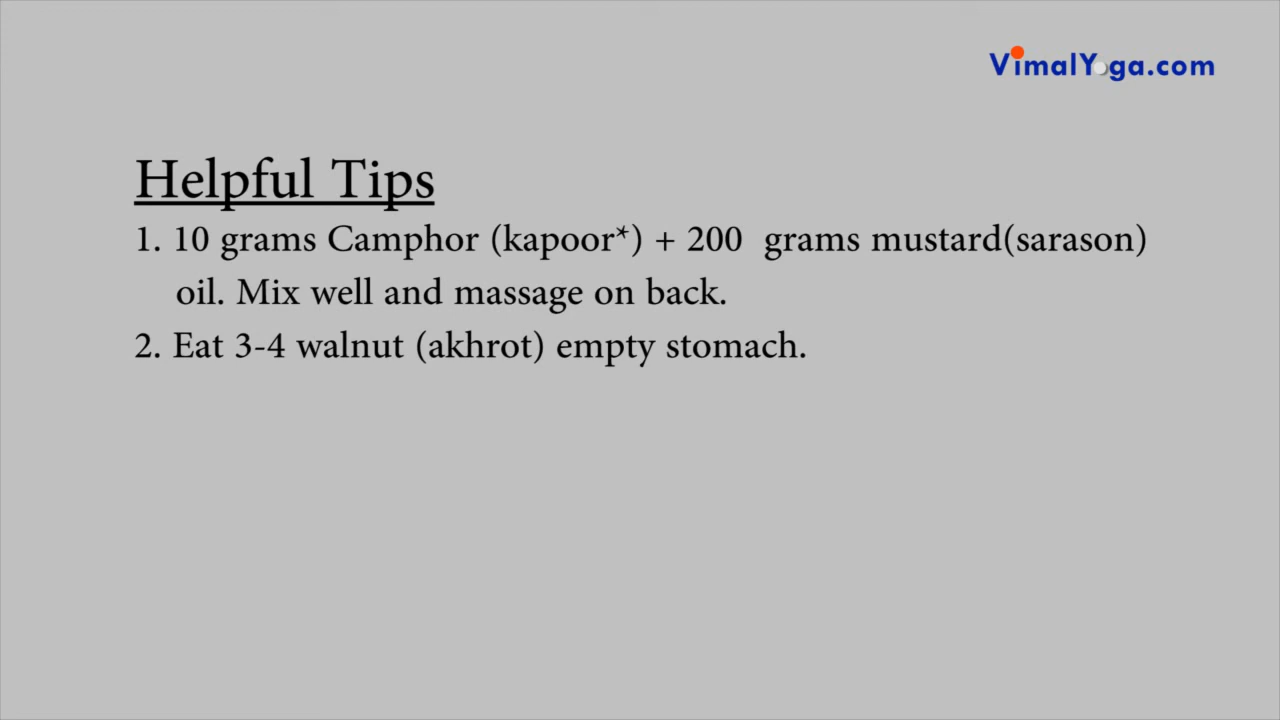 VimalYoga.com
Helpful Tips
1. 10 grams Camphor (kapoor*) + 200 grams mustard(sarason)
oil. Mix well and massage on back.
2. Eat 3-4 walnut (akhrot) empty stomach.